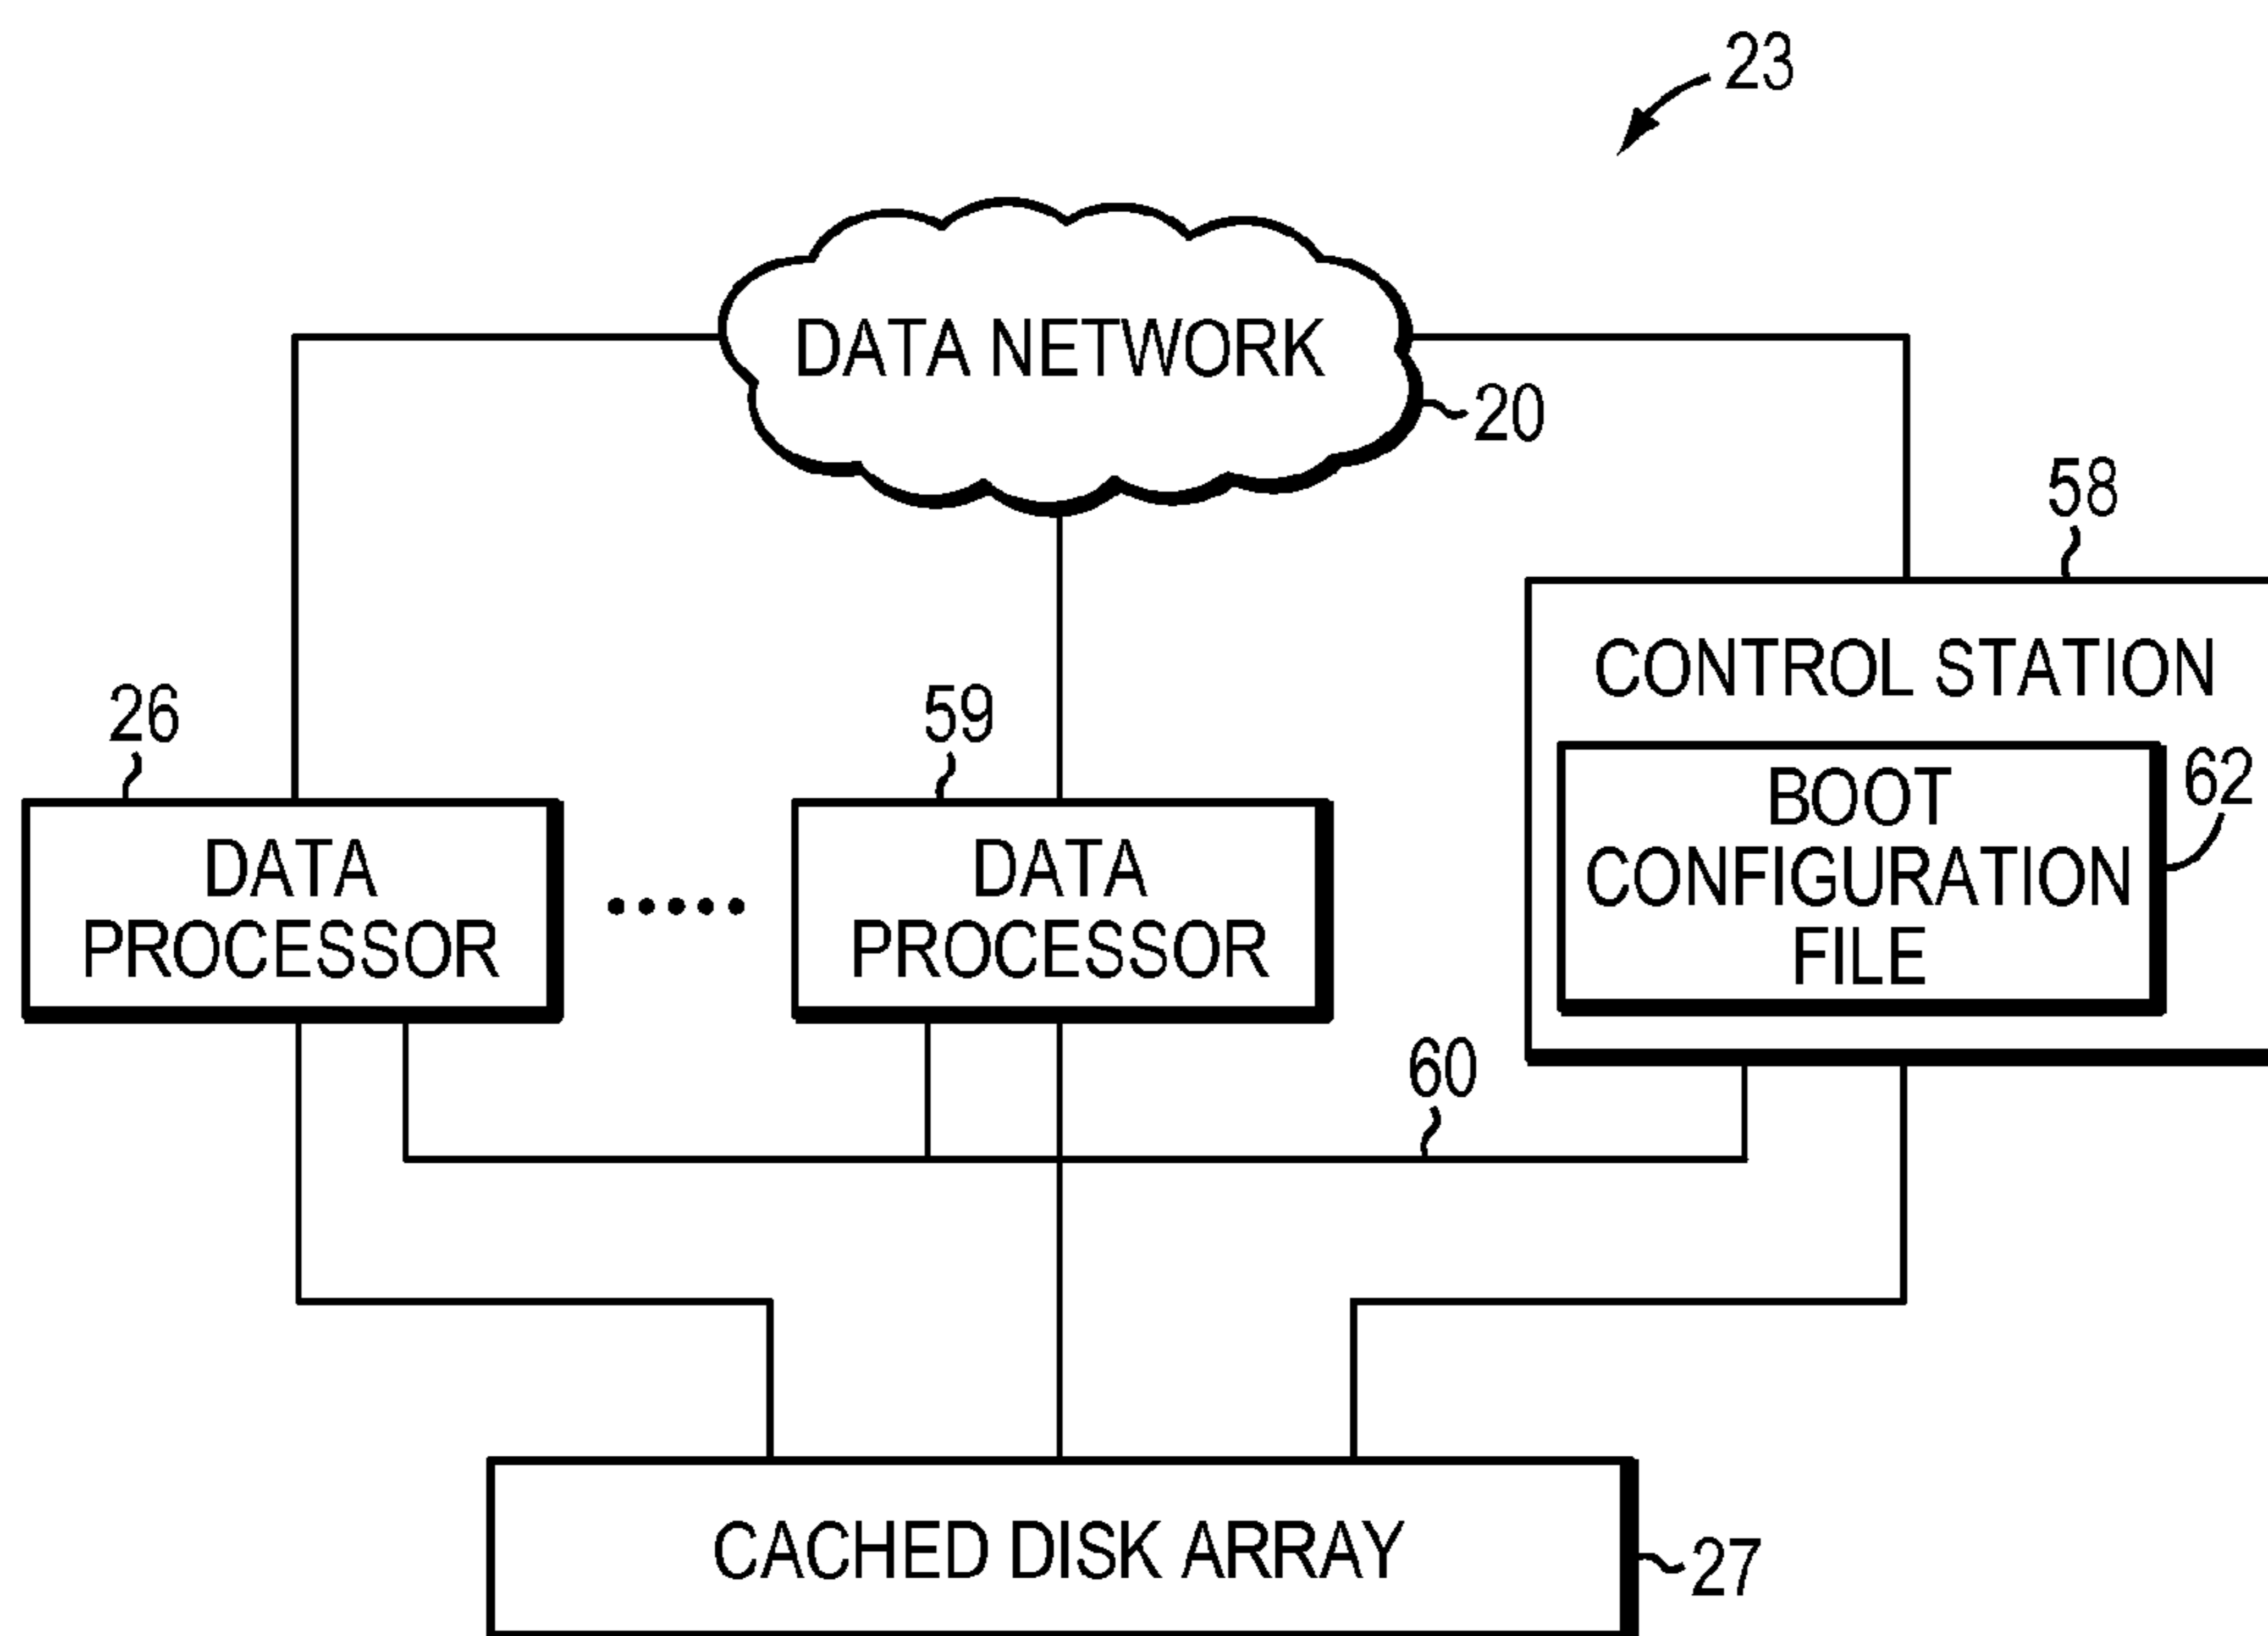 23
DATA NETWORK
20
58
CONTROL STATION
26
59
BOOT
CONFIGURATION
FILE
62
DATA
PROCESSOR
DATA
PROCESSOR
60
CACHED DISK ARRAY
27